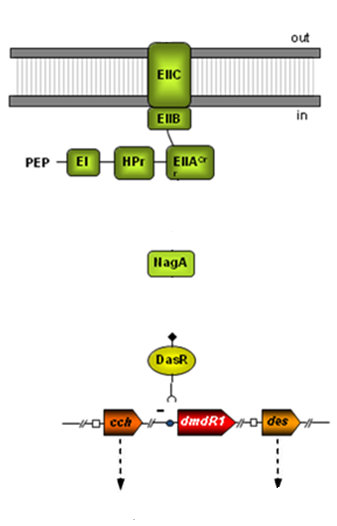 out
EIIC
EIIB
in
PEP EI HPr EIIACr
r
NagA
DasR
cch dmdR1 des